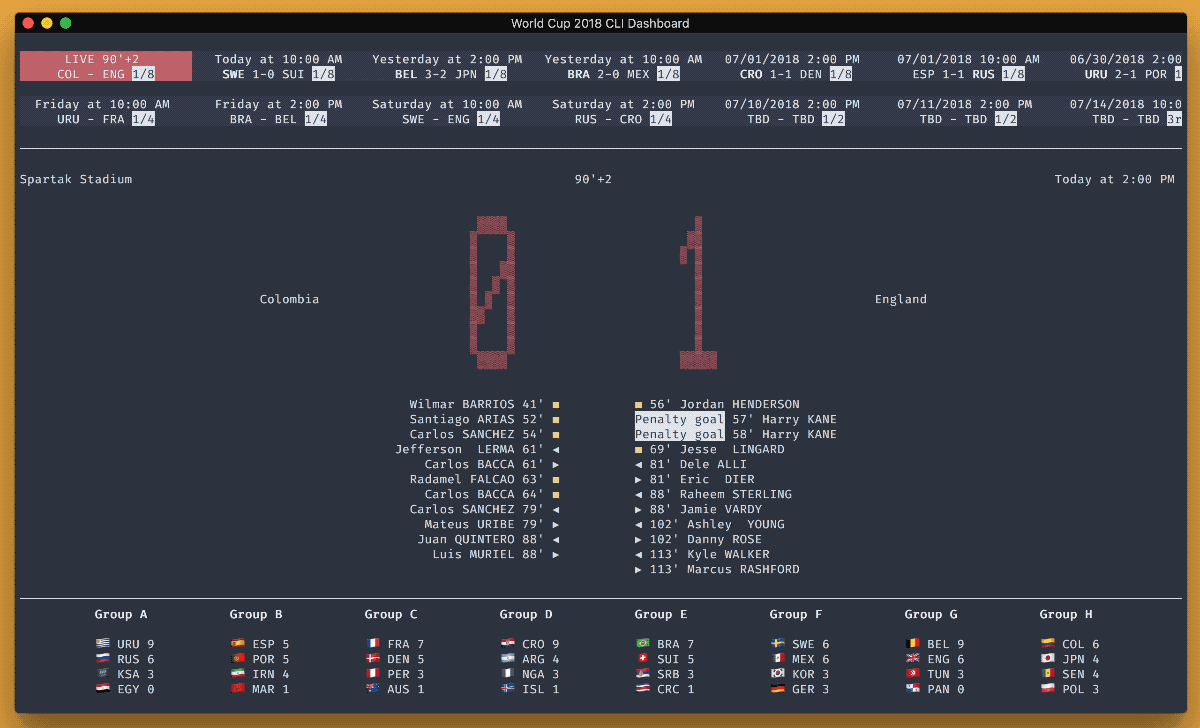 World Cup 2018 CLI Dashboard
LIVE 90'+2 Today at 10:00 AM Yesterday at 2:00 PM Yesterday at 10:00 AM 07/01/2018 2:00 PM 07/01/2018 10:00 AM 06/30/2018 2:00
COL - ENG 1/8 SWE 1-0 SUI 1/8 BEL 3-2 JPN 1/8 BRA 2-0 MEX 1/8 CRO 1-1 DEN 1/8 ESP 1-1 RUS 1/8 URU 2-1 POR 1
Friday at 10:00 AM Friday at 2:00 PM Saturday at 10:00 AM Saturday at 2:00 PM 07/10/2018 2:00 PM 07/11/2018 2:00 PM 07/14/2018 10:0
URU - FRA 1/4 BRA - BEL 1/4 SWE - ENG 1/4 RUS - CRO 1/4 TBD - TBD 1/2 TBD - TBD 1/2 TBD - TBD 3r
Spartak Stadium 90'+2 Today at 2:00 PM
Colombia 0 1 England
Wilmar BARRIOS 41' ■ ■ 56' Jordan HENDERSON
Santiago ARIAS 52' ■ Penalty goal 57' Harry KANE
Carlos SANCHEZ 54' ■ Penalty goal 58' Harry KANE
Jefferson  LERMA 61' ◀ ■ 69' Jesse  LINGARD
Carlos BACCA 61' ▶ ◀ 81' Dele ALLI
Radamel FALCAO 63' ■ ▶ 81' Eric  DIER
Carlos BACCA 64' ■ ◀ 88' Raheem STERLING
Carlos SANCHEZ 79' ◀ ▶ 88' Jamie VARDY
Mateus URIBE 79' ▶ ◀ 102' Ashley  YOUNG
Juan QUINTERO 88' ◀ ▶ 102' Danny ROSE
Luis MURIEL 88' ▶ ◀ 113' Kyle WALKER
▶ 113' Marcus RASHFORD
Group A Group B Group C Group D Group E Group F Group G Group H
URU 9 ESP 5 FRA 7 CRO 9 BRA 7 SWE 6 BEL 9 COL 6
RUS 6 POR 5 DEN 5 ARG 4 SUI 5 MEX 6 ENG 6 JPN 4
KSA 3 IRN 4 PER 3 NGA 3 SRB 3 KOR 3 TUN 3 SEN 4
EGY 0 MAR 1 AUS 1 ISL 1 CRC 1 GER 3 PAN 0 POL 3